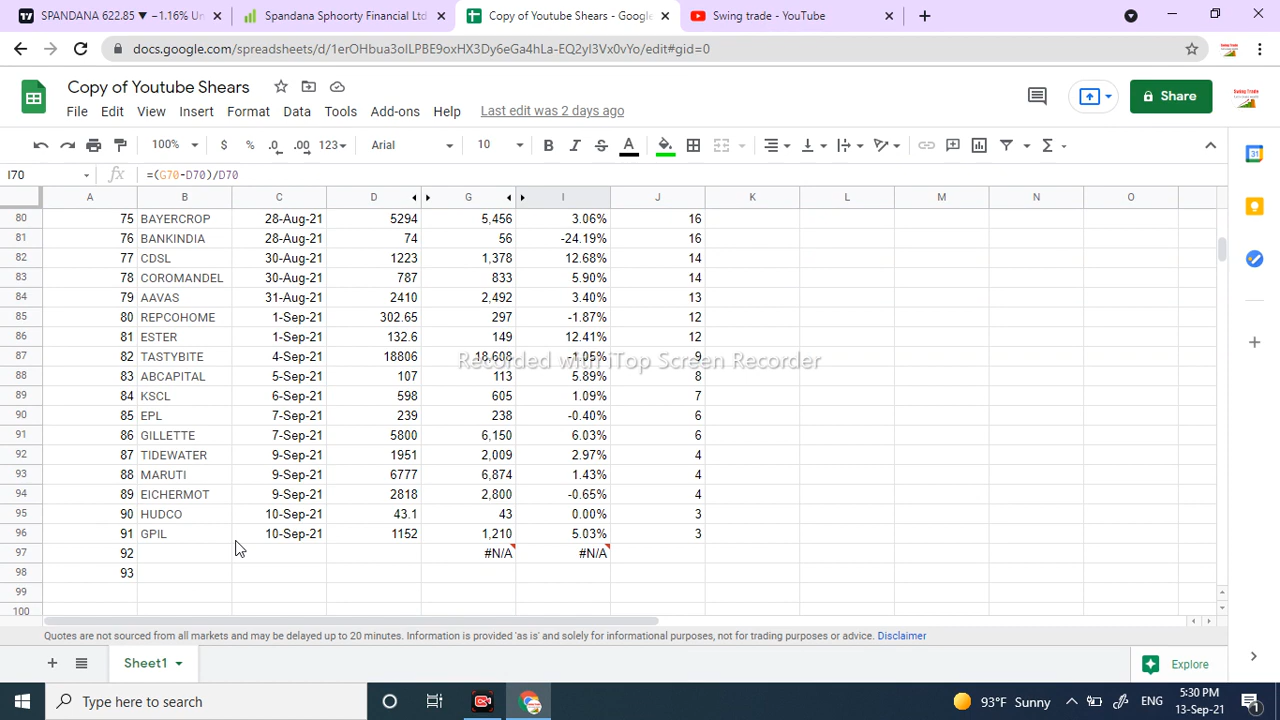 SPANDANA 622.85 ▼ −1.16% Un
Spandana Sphoorty Financial Ltd
Copy of Youtube Shears - Google
Swing trade - YouTube
docs.google.com/spreadsheets/d/1erOHbua3oILPBE9oxHX3Dy6eGa4hLa-EQ2yl3Vx0vYo/edit#gid=0
Copy of Youtube Shears
File Edit View Insert Format Data Tools Add-ons Help Last edit was 2 days ago
Share
100% $ % .0 .00 123 Arial 10 B I S A Σ
I70 fx =(G70-D70)/D70
A B C D G I J K L M N O
80 75 BAYERCROP 28-Aug-21 5294 5,456 3.06% 16
81 76 BANKINDIA 28-Aug-21 74 56 -24.19% 16
82 77 CDSL 30-Aug-21 1223 1,378 12.68% 14
83 78 COROMANDEL 30-Aug-21 787 833 5.90% 14
84 79 AAVAS 31-Aug-21 2410 2,492 3.40% 13
85 80 REPCOHOME 1-Sep-21 302.65 297 -1.87% 12
86 81 ESTER 1-Sep-21 132.6 149 12.41% 12
87 82 TASTYBITE 4-Sep-21 18806 18,608 -1.05% 9
Recorded with iTop Screen Recorder
88 83 ABCAPITAL 5-Sep-21 107 113 5.89% 8
89 84 KSCL 6-Sep-21 598 605 1.09% 7
90 85 EPL 7-Sep-21 239 238 -0.40% 6
91 86 GILLETTE 7-Sep-21 5800 6,150 6.03% 6
92 87 TIDEWATER 9-Sep-21 1951 2,009 2.97% 4
93 88 MARUTI 9-Sep-21 6777 6,874 1.43% 4
94 89 EICHERMOT 9-Sep-21 2818 2,800 -0.65% 4
95 90 HUDCO 10-Sep-21 43.1 43 0.00% 3
96 91 GPIL 10-Sep-21 1152 1,210 5.03% 3
97 92 #N/A #N/A
98 93
99
100
Quotes are not sourced from all markets and may be delayed up to 20 minutes. Information is provided 'as is' and solely for informational purposes, not for trading purposes or advice. Disclaimer
Sheet1
Explore
Type here to search
93°F Sunny
ENG
5:30 PM
13-Sep-21
1